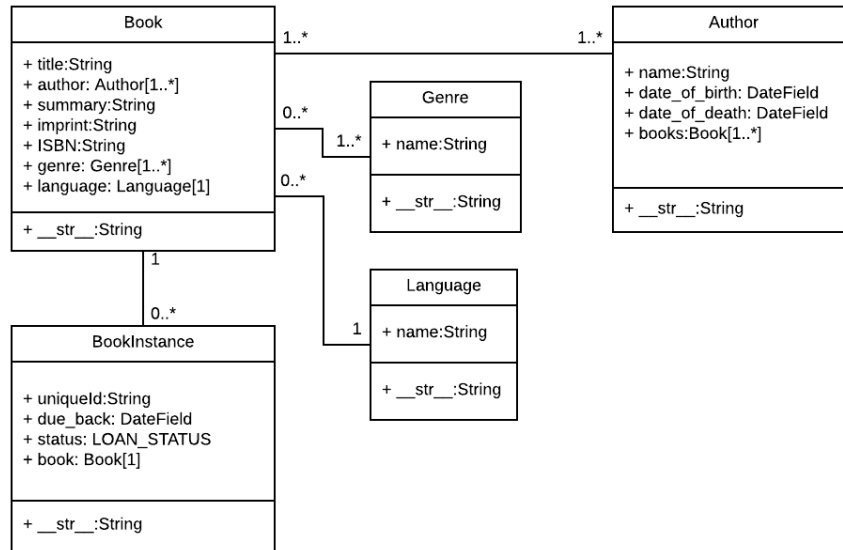 Book
+ title:String
+ author: Author[1..*]
+ summary:String
+ imprint:String
+ ISBN:String
+ genre: Genre[1..*]
+ language: Language[1]
+ __str__:String
1..*
1..*
Author
+ name:String
+ date_of_birth: DateField
+ date_of_death: DateField
+ books:Book[1..*]
+ __str__:String
0..*
1..*
Genre
+ name:String
+ __str__:String
0..*
1
Language
+ name:String
+ __str__:String
1
0..*
BookInstance
+ uniqueId:String
+ due_back: DateField
+ status: LOAN_STATUS
+ book: Book[1]
+ __str__:String